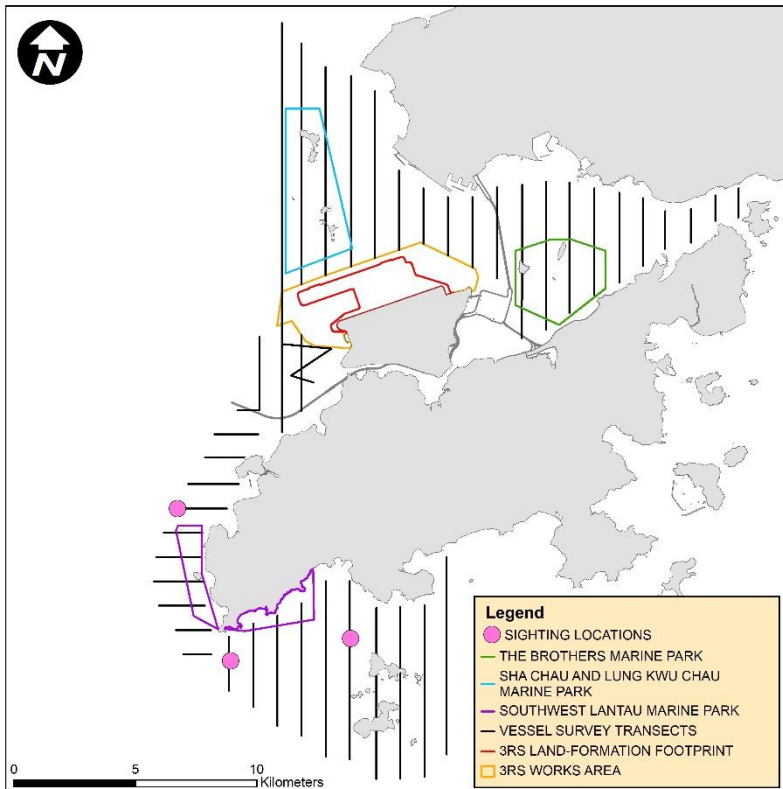 N
Legend
SIGHTING LOCATIONS
THE BROTHERS MARINE PARK
SHA CHAU AND LUNG KWU CHAU
MARINE PARK
SOUTHWEST LANTAU MARINE PARK
VESSEL SURVEY TRANSECTS
3RS LAND-FORMATION FOOTPRINT
3RS WORKS AREA
0 5 10
Kilometers